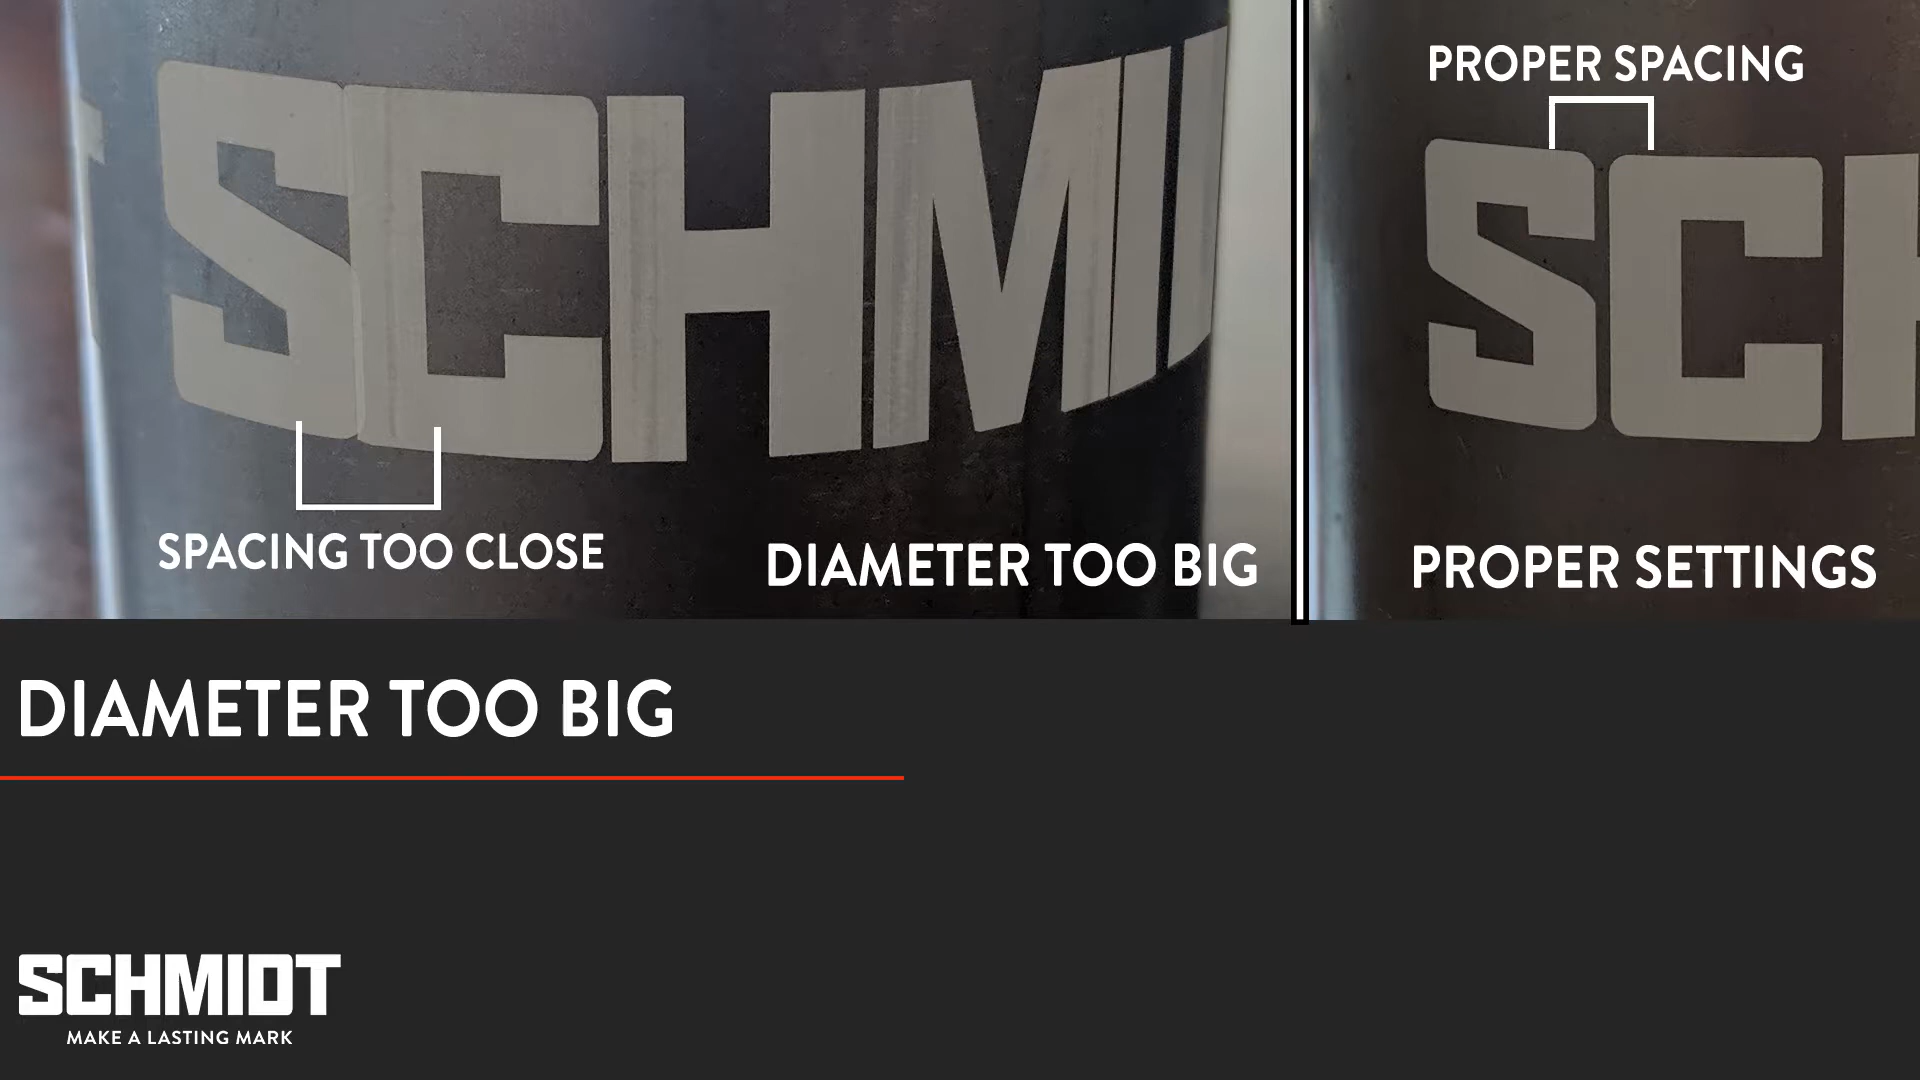 SCHMI
SPACING TOO CLOSE
DIAMETER TOO BIG
PROPER SPACING
SC
PROPER SETTINGS
DIAMETER TOO BIG
SCHMIDT
MAKE A LASTING MARK